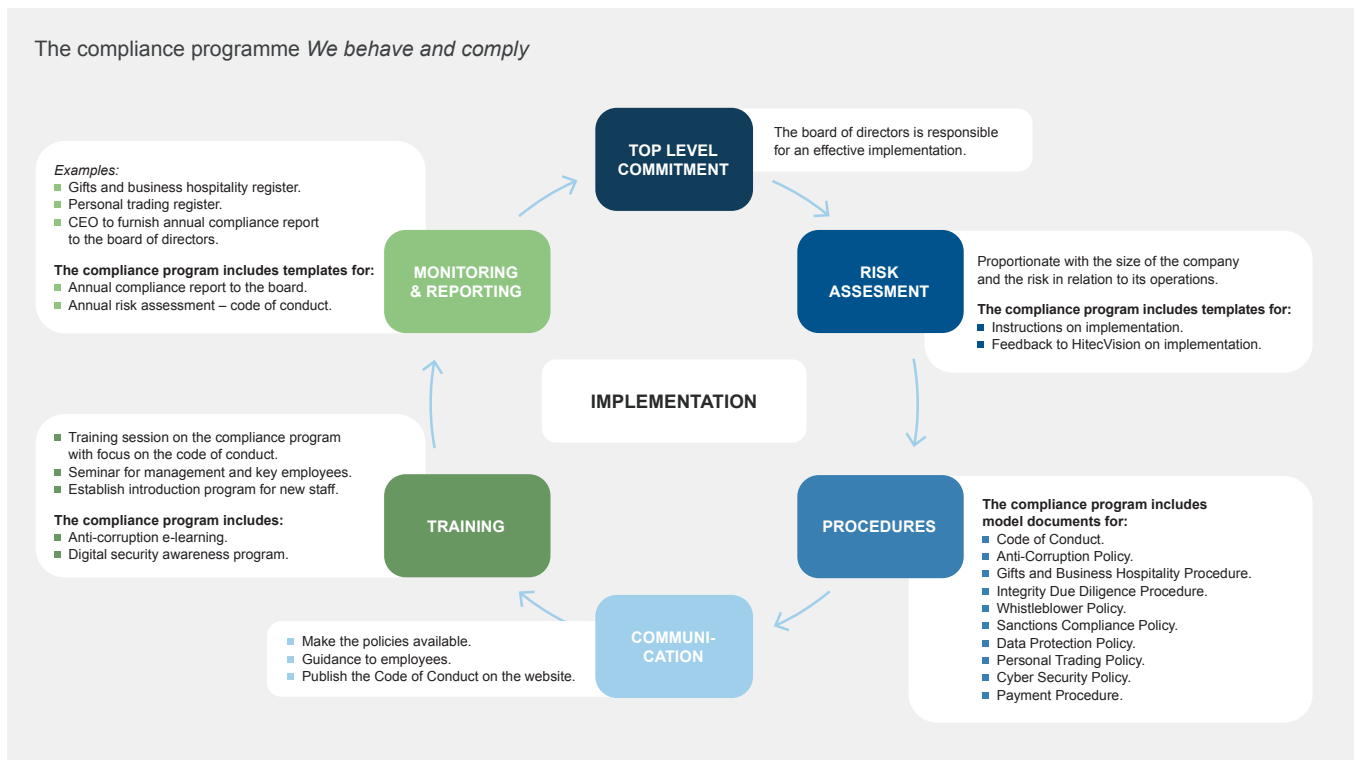 The compliance programme We behave and comply
TOP LEVEL
COMMITMENT
The board of directors is responsible
for an effective implementation.
RISK
ASSESMENT
Proportionate with the size of the company
and the risk in relation to its operations.
The compliance program includes templates for:
Instructions on implementation.
Feedback to HitecVision on implementation.
PROCEDURES
The compliance program includes
model documents for:
Code of Conduct.
Anti-Corruption Policy.
Gifts and Business Hospitality Procedure.
Integrity Due Diligence Procedure.
Whistleblower Policy.
Sanctions Compliance Policy.
Data Protection Policy.
Personal Trading Policy.
Cyber Security Policy.
Payment Procedure.
COMMUNI-
CATION
Make the policies available.
Guidance to employees.
Publish the Code of Conduct on the website.
TRAINING
Training session on the compliance program
with focus on the code of conduct.
Seminar for management and key employees.
Establish introduction program for new staff.
The compliance program includes:
Anti-corruption e-learning.
Digital security awareness program.
MONITORING
& REPORTING
Examples:
Gifts and business hospitality register.
Personal trading register.
CEO to furnish annual compliance report
to the board of directors.
The compliance program includes templates for:
Annual compliance report to the board.
Annual risk assessment – code of conduct.
IMPLEMENTATION